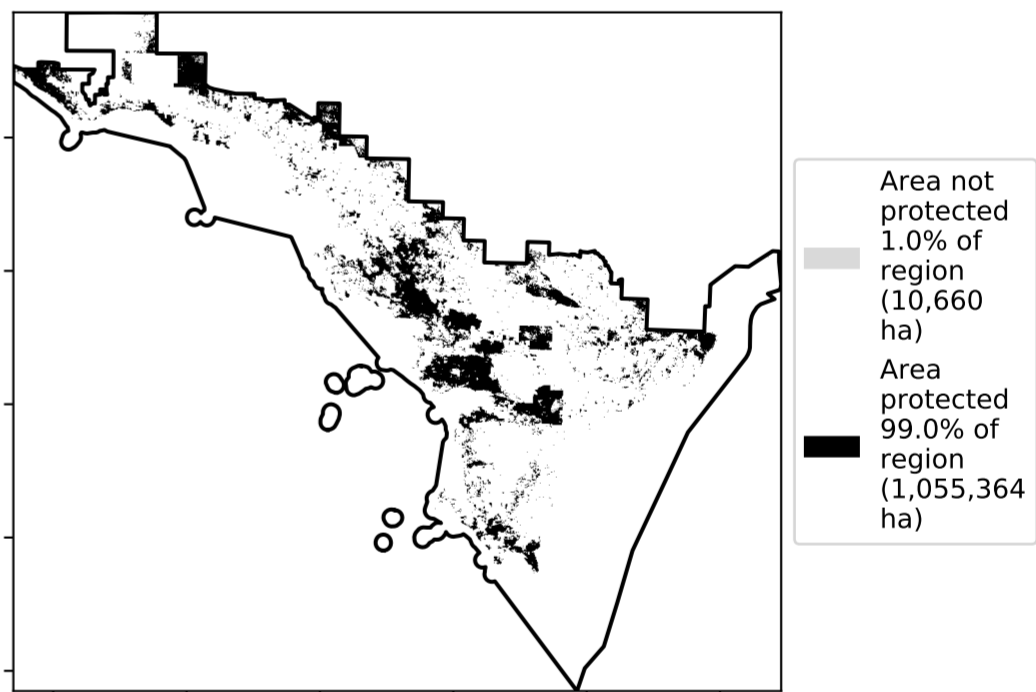 Area not
protected
1.0% of
region
(10,660
ha)
Area
protected
99.0% of
region
(1,055,364
ha)